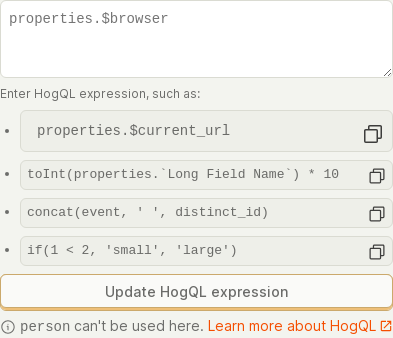 properties.$browser
Enter HogQL expression, such as:
• properties.$current_url
• toInt(properties.`Long Field Name`) * 10
• concat(event, ' ', distinct_id)
• if(1 < 2, 'small', 'large')
Update HogQL expression
person can't be used here. Learn more about HogQL